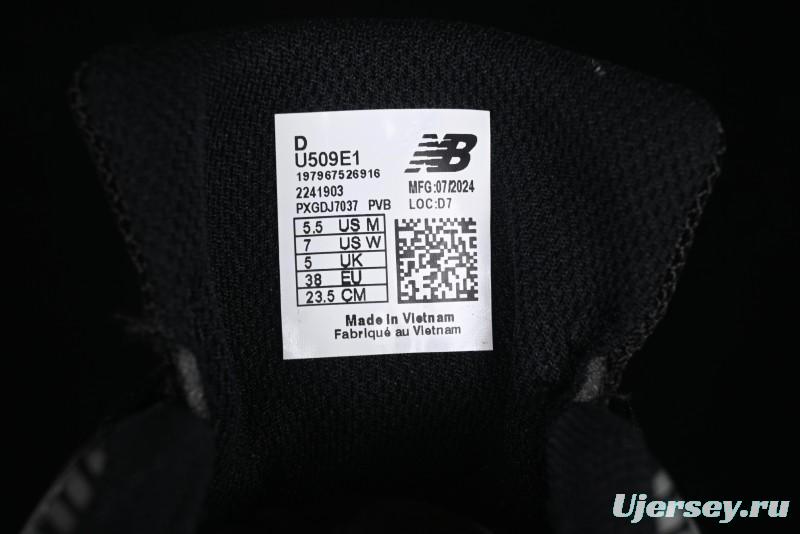 D
U509E1
197967526916
2241903
PXGDJ7037 PVB
NB
MFG:07/2024
LOC:D7
5.5 US M
7 US W
5 UK
38 EU
23.5 CM
Made in Vietnam
Fabriqué au Vietnam
Ujersey.ru